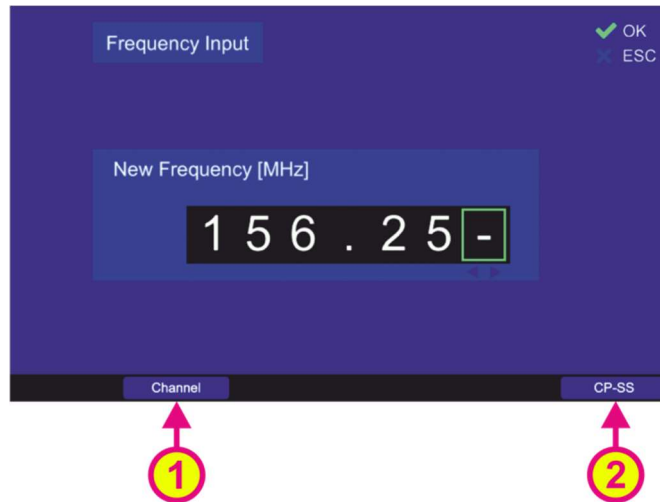 Frequency Input
OK
ESC
New Frequency [MHz]
156.25-
Channel
CP-SS
1
2